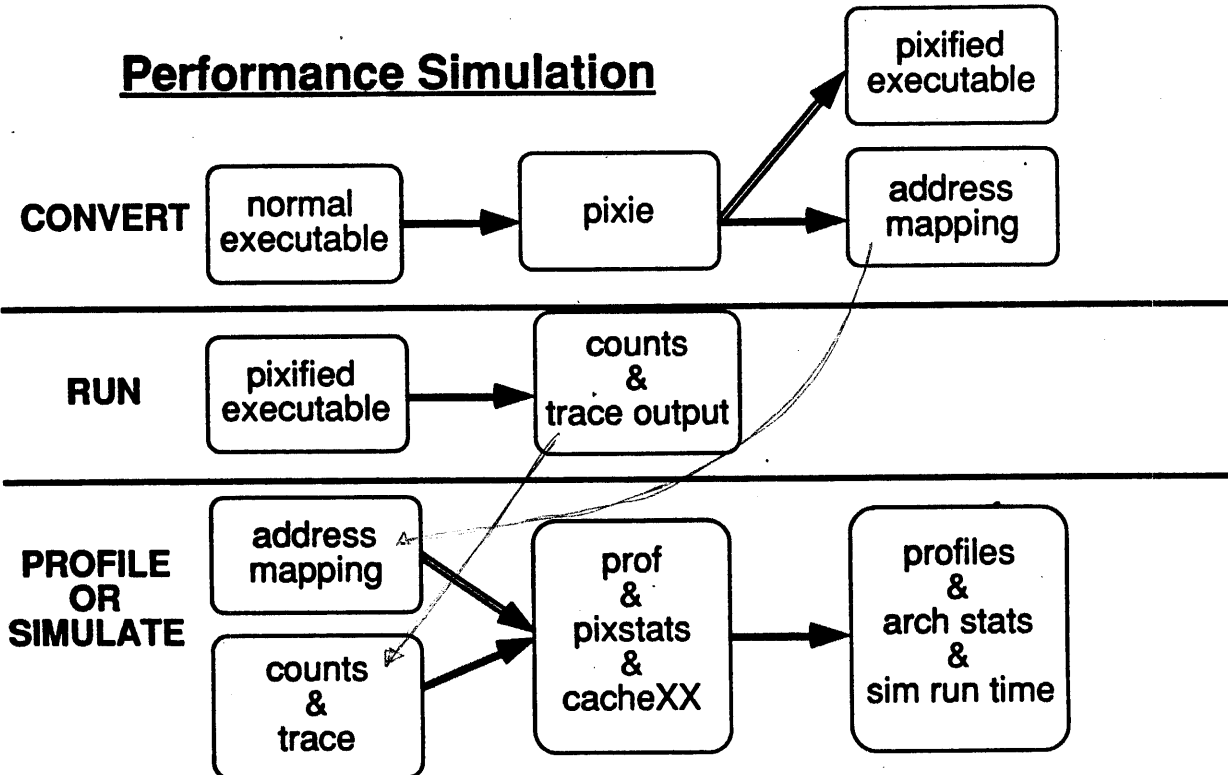 Performance Simulation
pixified
executable
CONVERT
normal
executable
pixie
address
mapping
RUN
pixified
executable
counts
&
trace output
PROFILE
OR
SIMULATE
address
mapping
counts
&
trace
prof
&
pixstats
&
cacheXX
profiles
&
arch stats
&
sim run time